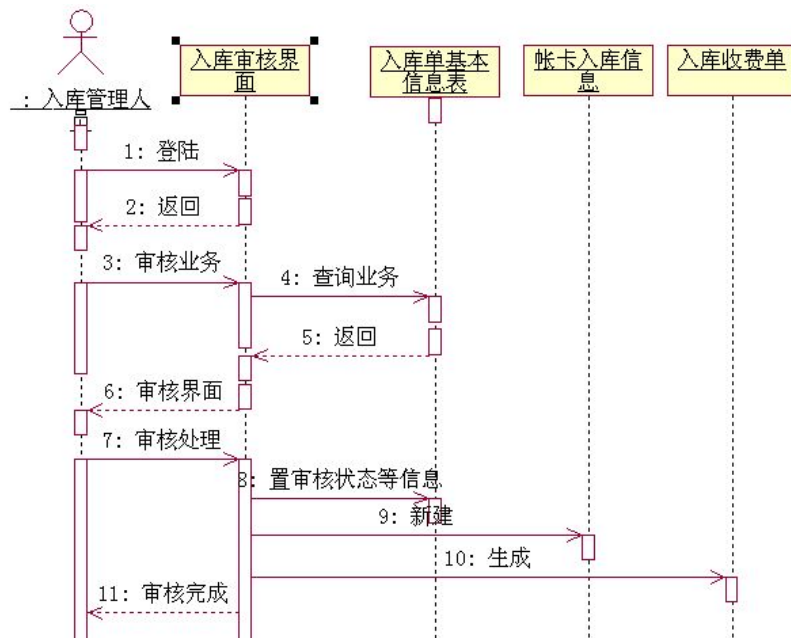 入库审核界
面
入库单基本
信息表
帐卡入库信
息
入库收费单
: 入库管理人
员
1: 登陆
2: 返回
3: 审核业务
4: 查询业务
5: 返回
6: 审核界面
7: 审核处理
8: 置审核状态等信息
9: 新建
10: 生成
11: 审核完成